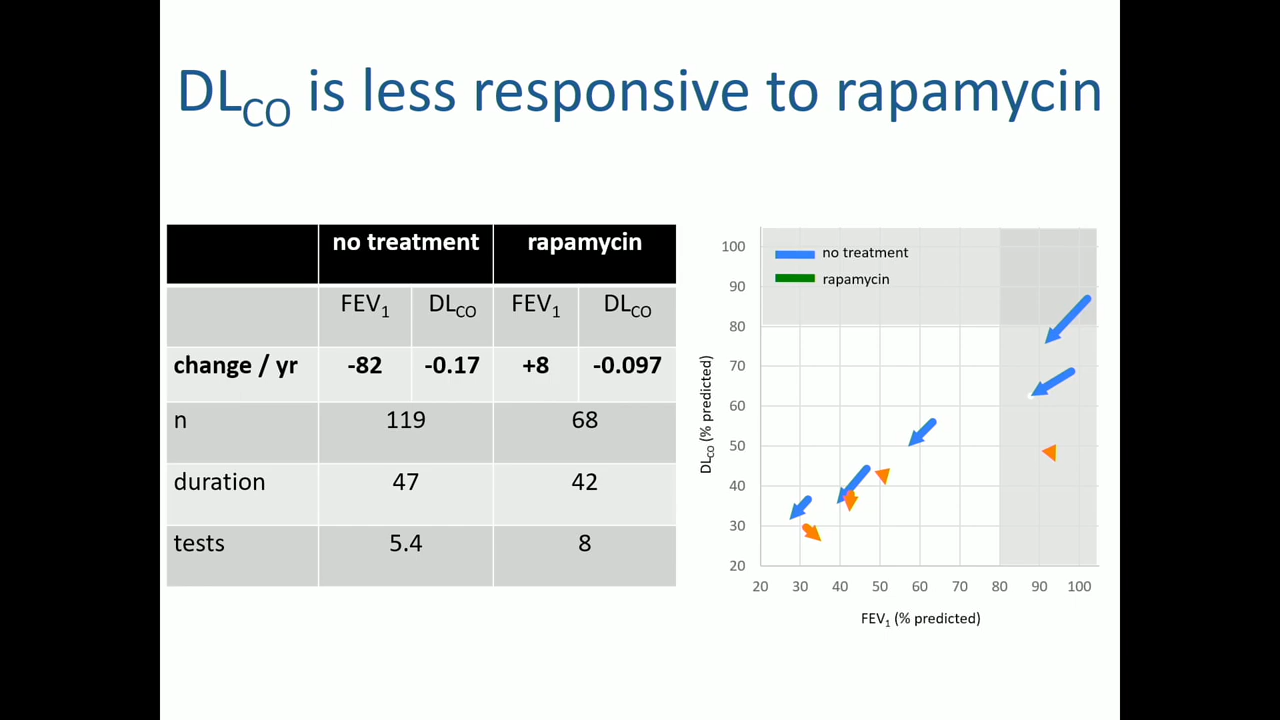 DLCO is less responsive to rapamycin
no treatment rapamycin
FEV1 DLCO FEV1 DLCO
change / yr -82 -0.17 +8 -0.097
n 119 68
duration 47 42
tests 5.4 8
no treatment
rapamycin
DLCO (% predicted)
100
90
80
70
60
50
40
30
20
20 30 40 50 60 70 80 90 100
FEV1 (% predicted)